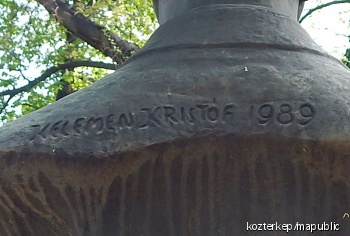 KELEMEN KRISTÓF 1989
kozterkep/mapublic